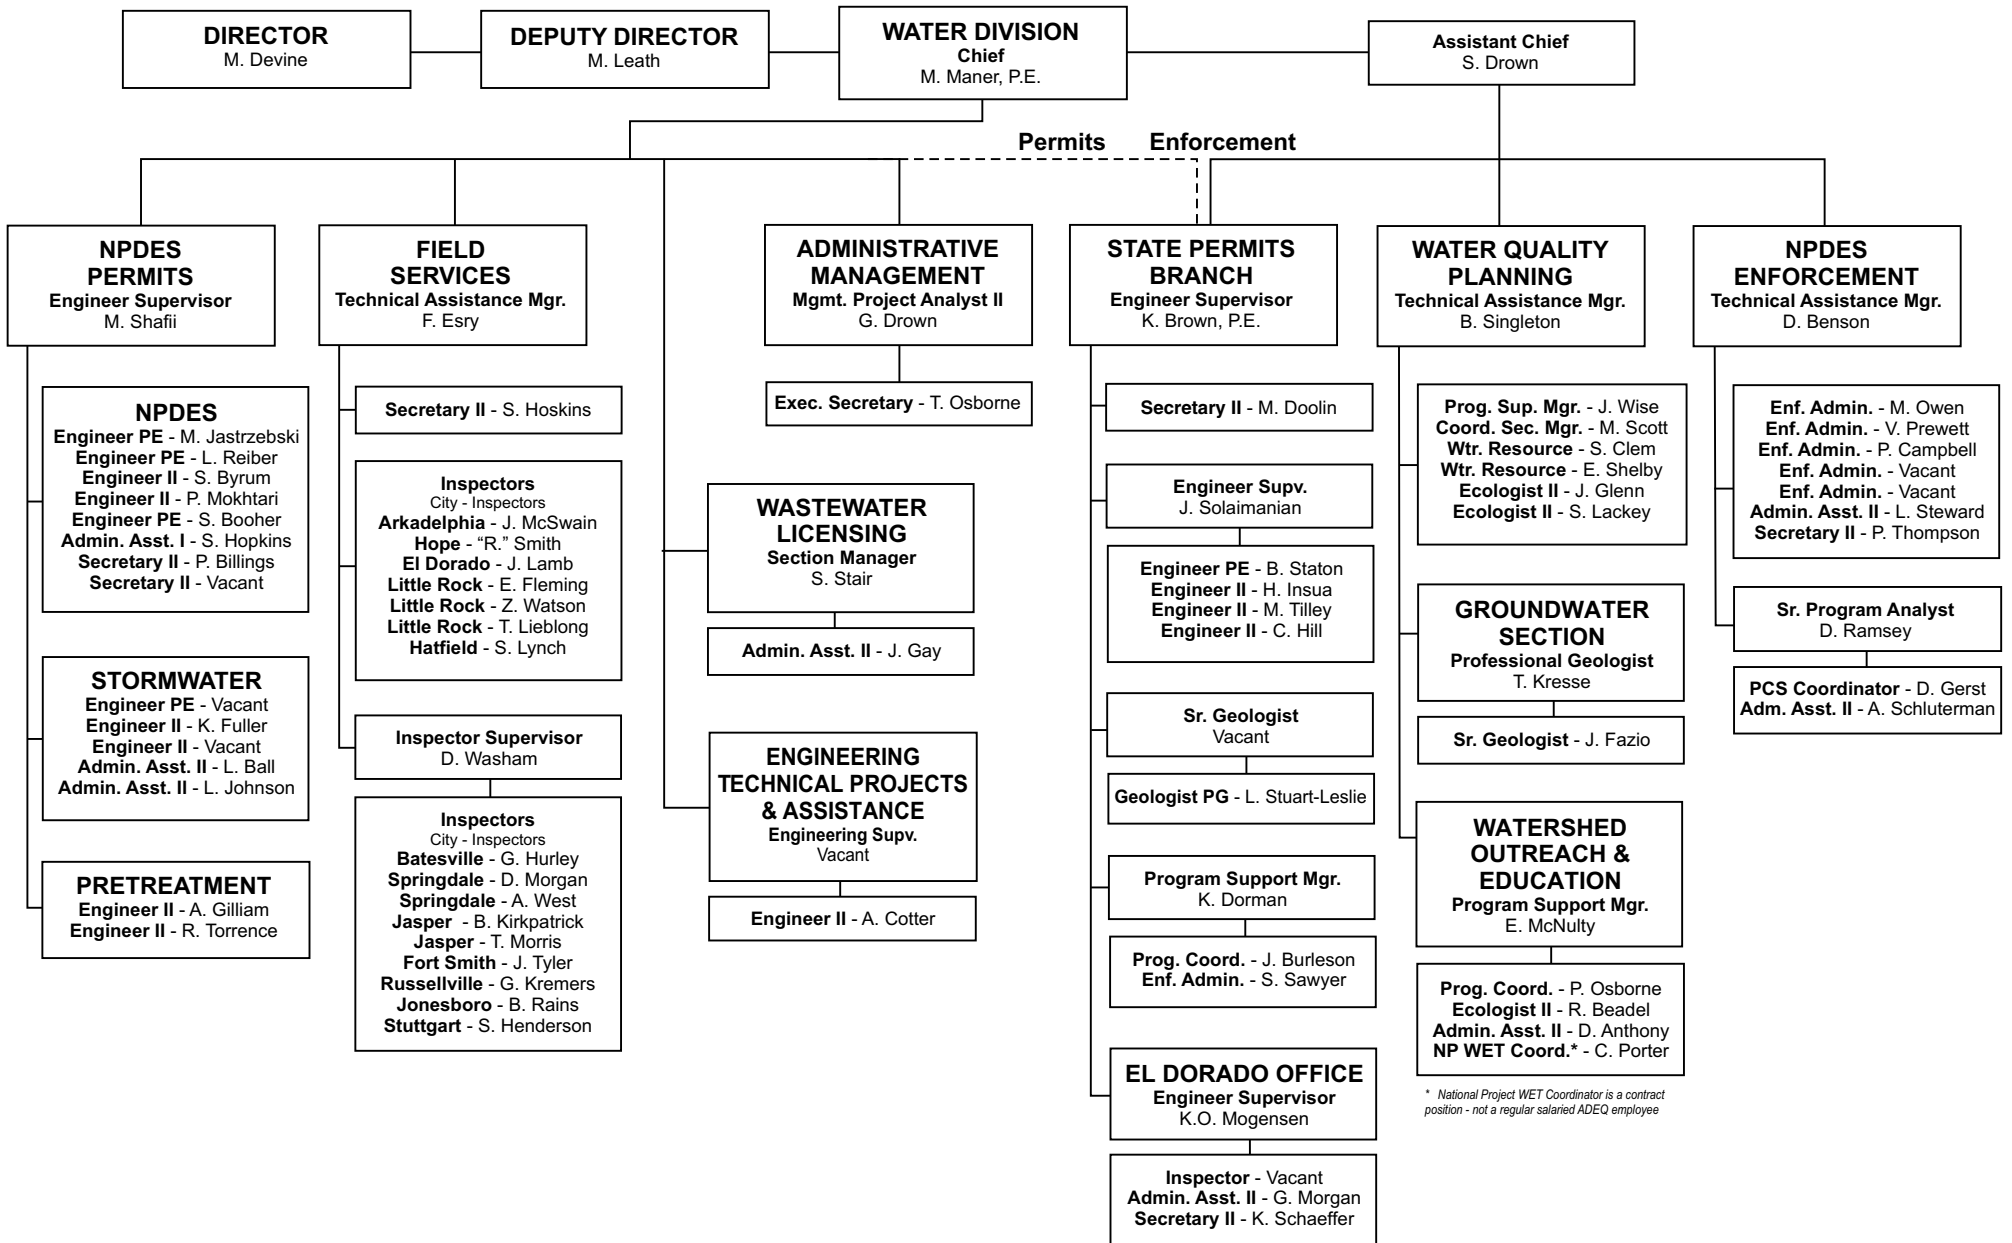 DIRECTOR
M. Devine
DEPUTY DIRECTOR
M. Leath
WATER DIVISION
Chief
M. Maner, P.E.
Assistant Chief
S. Drown
Permits
Enforcement
NPDES
PERMITS
Engineer Supervisor
M. Shafii
NPDES
Engineer PE - M. Jastrzebski
Engineer PE - L. Reiber
Engineer II - S. Byrum
Engineer II - P. Mokhtari
Engineer PE - S. Booher
Admin. Asst. I - S. Hopkins
Secretary II - P. Billings
Secretary II - Vacant
STORMWATER
Engineer PE - Vacant
Engineer II - K. Fuller
Engineer II - Vacant
Admin. Asst. II - L. Ball
Admin. Asst. II - L. Johnson
PRETREATMENT
Engineer II - A. Gilliam
Engineer II - R. Torrence
FIELD
SERVICES
Technical Assistance Mgr.
F. Esry
Secretary II - S. Hoskins
Inspectors
City - Inspectors
Arkadelphia - J. McSwain
Hope - “R.” Smith
El Dorado - J. Lamb
Little Rock - E. Fleming
Little Rock - Z. Watson
Little Rock - T. Lieblong
Hatfield - S. Lynch
Inspector Supervisor
D. Washam
Inspectors
City - Inspectors
Batesville - G. Hurley
Springdale - D. Morgan
Springdale - A. West
Jasper - B. Kirkpatrick
Jasper - T. Morris
Fort Smith - J. Tyler
Russellville - G. Kremers
Jonesboro - B. Rains
Stuttgart - S. Henderson
WASTEWATER
LICENSING
Section Manager
S. Stair
Admin. Asst. II - J. Gay
ENGINEERING
TECHNICAL PROJECTS
& ASSISTANCE
Engineering Supv.
Vacant
Engineer II - A. Cotter
ADMINISTRATIVE
MANAGEMENT
Mgmt. Project Analyst II
G. Drown
Exec. Secretary - T. Osborne
STATE PERMITS
BRANCH
Engineer Supervisor
K. Brown, P.E.
Secretary II - M. Doolin
Engineer Supv.
J. Solaimanian
Engineer PE - B. Staton
Engineer II - H. Insua
Engineer II - M. Tilley
Engineer II - C. Hill
Sr. Geologist
Vacant
Geologist PG - L. Stuart-Leslie
Program Support Mgr.
K. Dorman
Prog. Coord. - J. Burleson
Enf. Admin. - S. Sawyer
EL DORADO OFFICE
Engineer Supervisor
K.O. Mogensen
Inspector - Vacant
Admin. Asst. II - G. Morgan
Secretary II - K. Schaeffer
WATER QUALITY
PLANNING
Technical Assistance Mgr.
B. Singleton
Prog. Sup. Mgr. - J. Wise
Coord. Sec. Mgr. - M. Scott
Wtr. Resource - S. Clem
Wtr. Resource - E. Shelby
Ecologist II - J. Glenn
Ecologist II - S. Lackey
GROUNDWATER
SECTION
Professional Geologist
T. Kresse
Sr. Geologist - J. Fazio
WATERSHED
OUTREACH &
EDUCATION
Program Support Mgr.
E. McNulty
Prog. Coord. - P. Osborne
Ecologist II - R. Beadel
Admin. Asst. II - D. Anthony
NP WET Coord.* - C. Porter
* National Project WET Coordinator is a contract
position - not a regular salaried ADEQ employee
NPDES
ENFORCEMENT
Technical Assistance Mgr.
D. Benson
Enf. Admin. - M. Owen
Enf. Admin. - V. Prewett
Enf. Admin. - P. Campbell
Enf. Admin. - Vacant
Enf. Admin. - Vacant
Admin. Asst. II - L. Steward
Secretary II - P. Thompson
Sr. Program Analyst
D. Ramsey
PCS Coordinator - D. Gerst
Adm. Asst. II - A. Schluterman